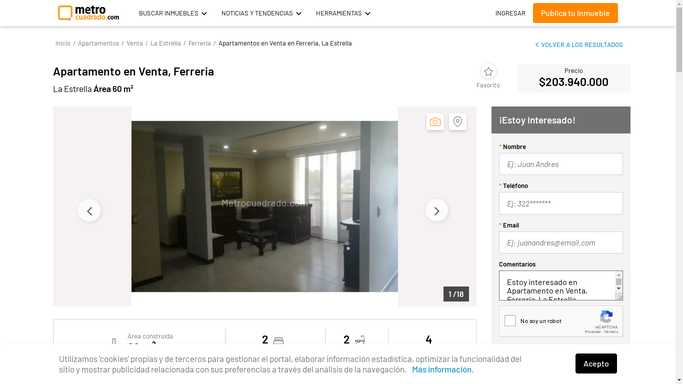 metro
cuadrado.com
BUSCAR INMUEBLES
NOTICIAS Y TENDENCIAS
HERRAMIENTAS
INGRESAR
Publica tu Inmueble
Inicio / Apartamentos / Venta / La Estrella / Ferreria / Apartamentos en Venta en Ferreria, La Estrella
VOLVER A LOS RESULTADOS
Apartamento en Venta, Ferreria
La Estrella Área 60 m²
Favorito
Precio
$203.940.000
Metrocuadrado.com
1 /18
¡Estoy Interesado!
* Nombre
Ej: Juan Andres
* Teléfono
Ej: 322*******
* Email
Ej: juanandres@email.com
Comentarios
Estoy interesado en
Apartamento en Venta,
Ferreria, La Estrella
No soy un robot
reCAPTCHA
Privacidad - Términos
Área construida
2
2
4
Utilizamos 'cookies' propias y de terceros para gestionar el portal, elaborar información estadística, optimizar la funcionalidad del
sitio y mostrar publicidad relacionada con sus preferencias a través del análisis de la navegación. Más información.
Acepto